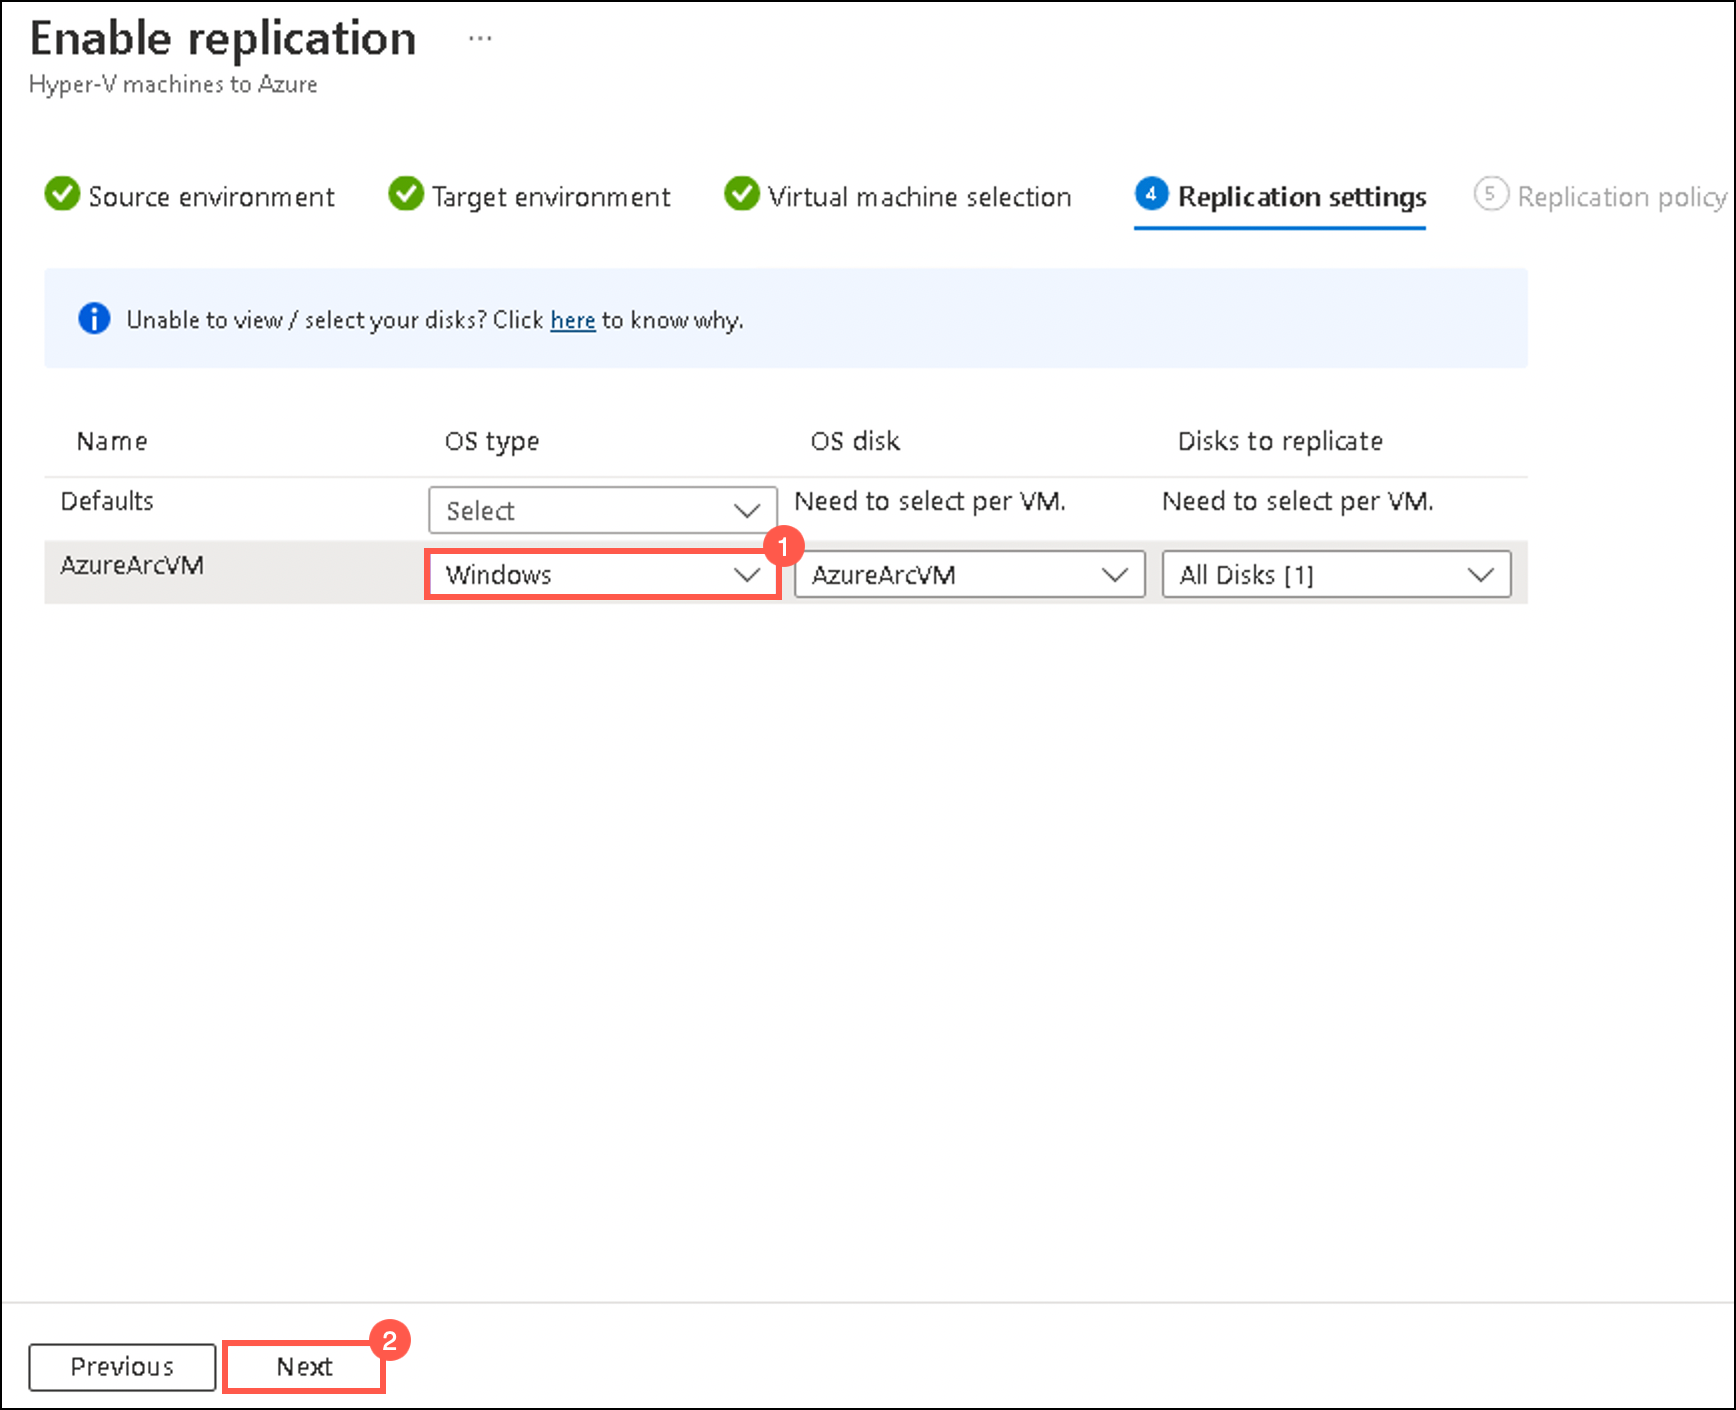 Enable replication ...
Hyper-V machines to Azure
Source environment Target environment Virtual machine selection 4 Replication settings 5 Replication policy
Unable to view / select your disks? Click here to know why.
Name OS type OS disk Disks to replicate
Defaults Select Need to select per VM. Need to select per VM.
1
AzureArcVM Windows AzureArcVM All Disks [1]
2
Previous Next